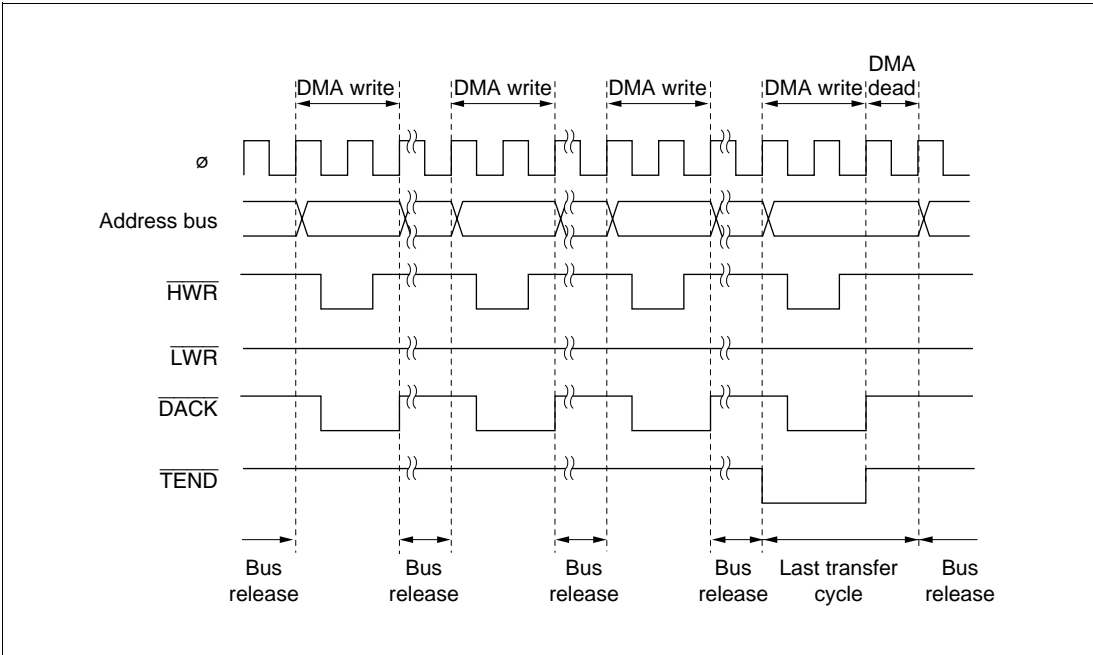 DMA
DMA write DMA write DMA write DMA write dead
ø
Address bus
HWR
LWR
DACK
TEND
Bus Bus Bus Bus Last transfer Bus
release release release release cycle release